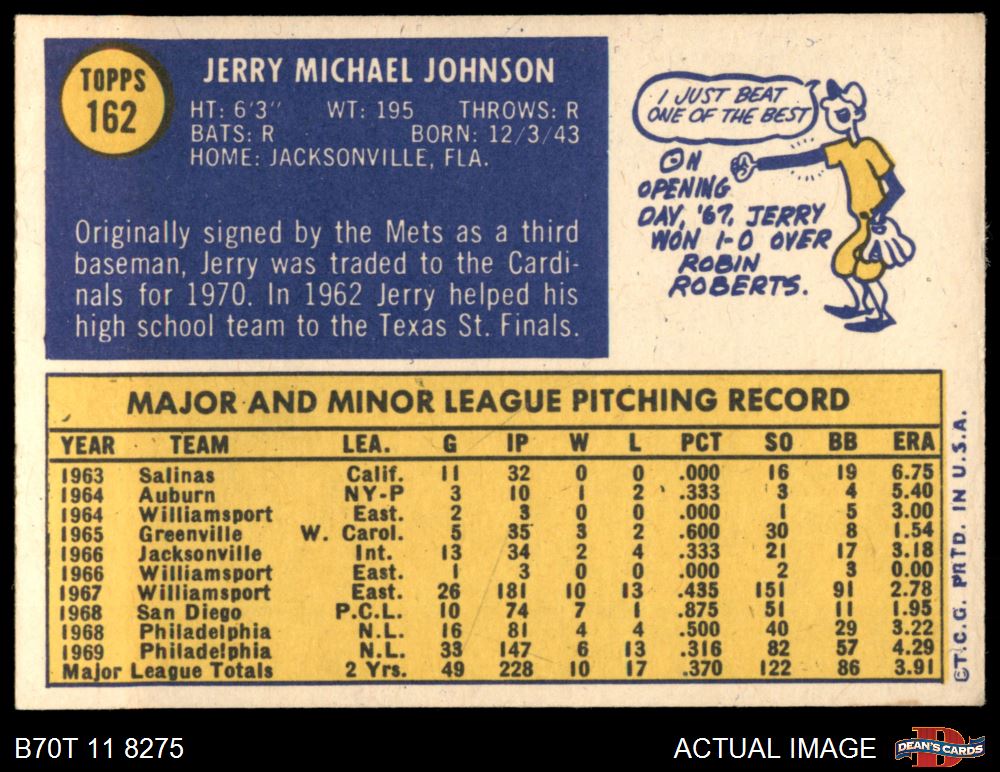 TOPPS
162
JERRY MICHAEL JOHNSON
HT: 6'3" WT: 195 THROWS: R
BATS: R BORN: 12/3/43
HOME: JACKSONVILLE, FLA.
Originally signed by the Mets as a third
baseman, Jerry was traded to the Cardi-
nals for 1970. In 1962 Jerry helped his
high school team to the Texas St. Finals.
I JUST BEAT
ONE OF THE BEST
ON
OPENING
DAY, '67, JERRY
WON 1-0 OVER
ROBIN
ROBERTS.
MAJOR AND MINOR LEAGUE PITCHING RECORD
YEAR TEAM LEA. G IP W L PCT SO BB ERA
1963 Salinas Calif. 11 32 0 0 .000 16 19 6.75
1964 Auburn NY-P 3 10 1 2 .333 3 4 5.40
1964 Williamsport East. 2 3 0 0 .000 1 5 3.00
1965 Greenville W. Carol. 5 35 3 2 .600 30 8 1.54
1966 Jacksonville Int. 13 34 2 4 .333 21 17 3.18
1966 Williamsport East. 1 3 0 0 .000 2 3 0.00
1967 Williamsport East. 26 181 10 13 .435 151 91 2.78
1968 San Diego P.C.L. 10 74 7 1 .875 51 11 1.95
1968 Philadelphia N.L. 16 81 4 4 .500 40 29 3.22
1969 Philadelphia N.L. 33 147 6 13 .316 82 57 4.29
Major League Totals 2 Yrs. 49 228 10 17 .370 122 86 3.91
©T.C.G. PRTD. IN U.S.A.
B70T 11 8275
ACTUAL IMAGE
D
DEAN'S CARDS